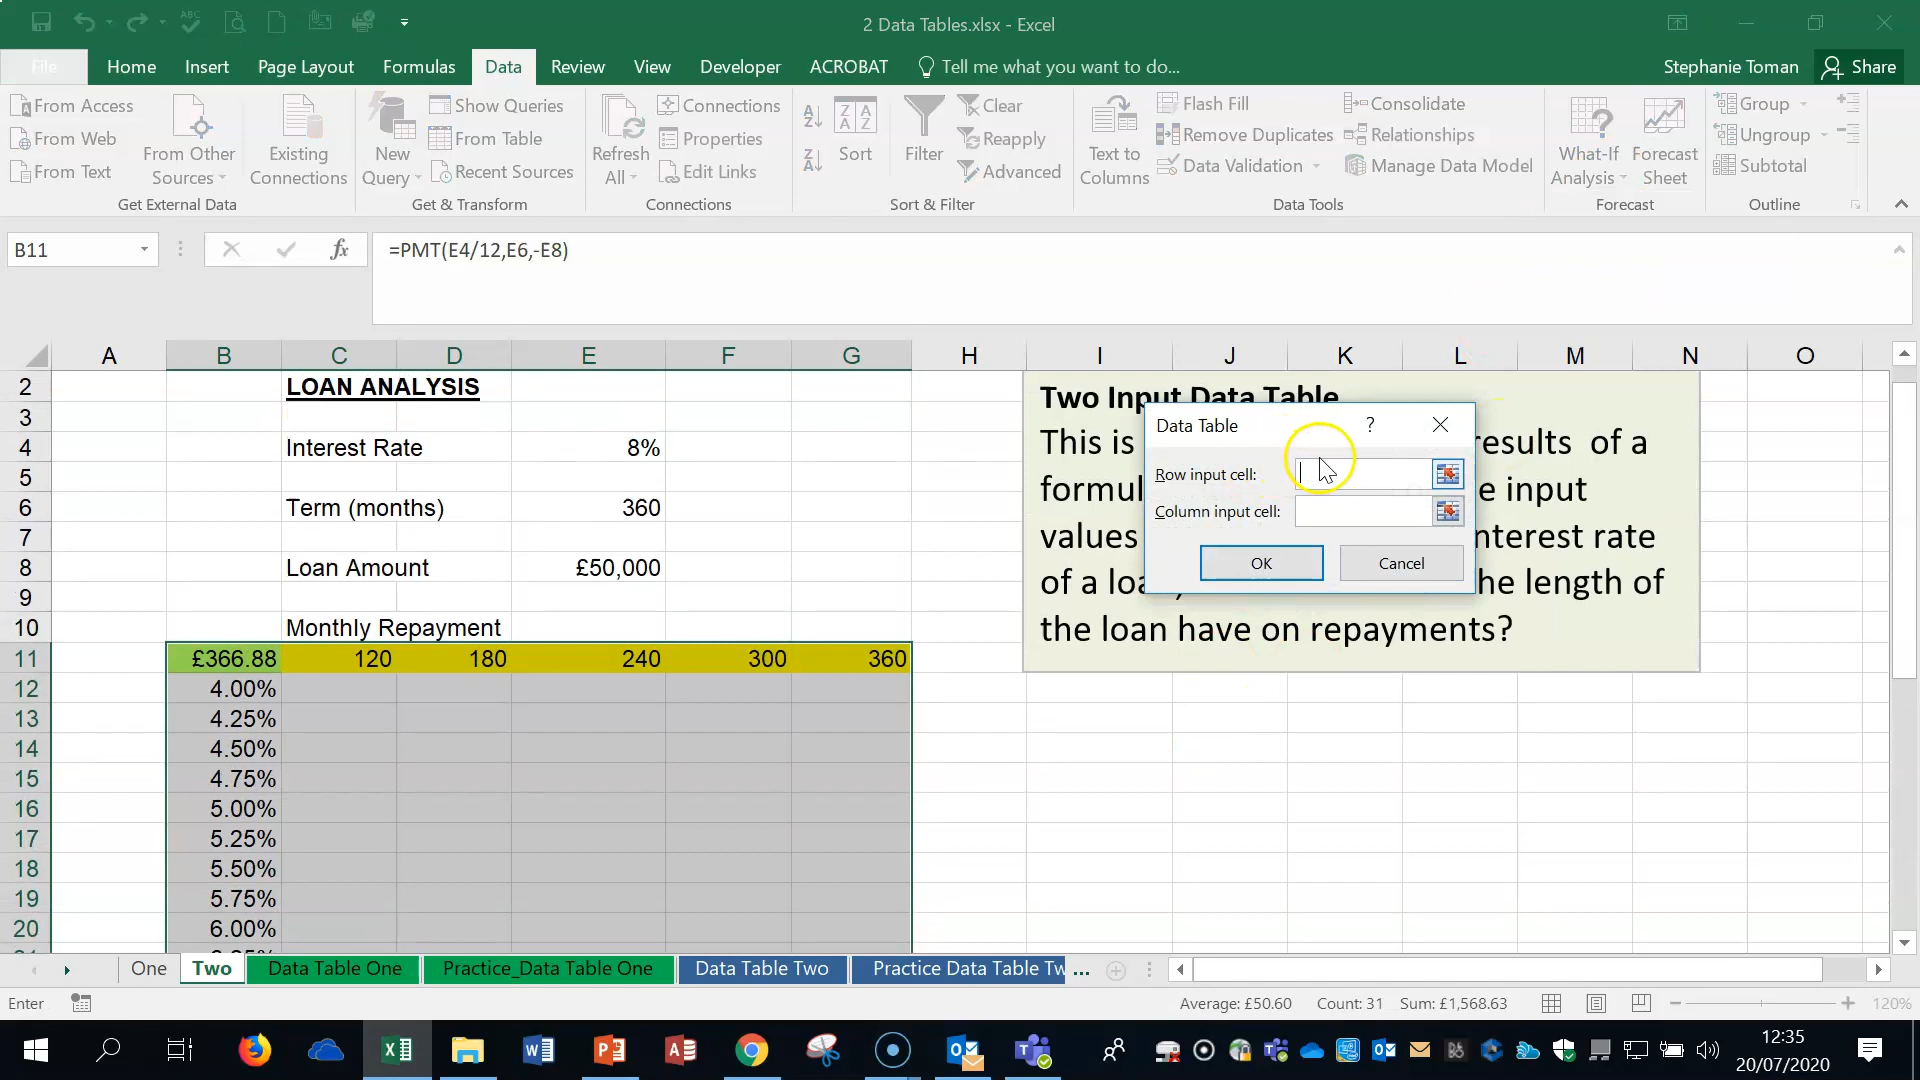 2 Data Tables.xlsx - Excel
File Home Insert Page Layout Formulas Data Review View Developer ACROBAT Tell me what you want to do... Stephanie Toman Share
From Access
From Web
From Text
From Other Sources
Existing Connections
Get External Data
New Query
Show Queries
From Table
Recent Sources
Get & Transform
Refresh All
Connections
Properties
Edit Links
Connections
Sort
Filter
Clear
Reapply
Advanced
Sort & Filter
Text to Columns
Flash Fill
Remove Duplicates
Data Validation
Consolidate
Relationships
Manage Data Model
Data Tools
What-If Analysis
Forecast Sheet
Forecast
Group
Ungroup
Subtotal
Outline
B11 fx =PMT(E4/12,E6,-E8)
A B C D E F G H I J K L M N O
2 LOAN ANALYSIS
3
4 Interest Rate 8%
5
6 Term (months) 360
7
8 Loan Amount £50,000
9
10 Monthly Repayment
11 £366.88 120 180 240 300 360
12 4.00%
13 4.25%
14 4.50%
15 4.75%
16 5.00%
17 5.25%
18 5.50%
19 5.75%
20 6.00%
Two Input Data Table
This is results of a
formul e input
values nterest rate
of a loa he length of
the loan have on repayments?
Data Table ?
Row input cell:
Column input cell:
OK Cancel
One Two Data Table One Practice_Data Table One Data Table Two Practice Data Table Tw ...
Enter Average: £50.60 Count: 31 Sum: £1,568.63 120%
12:35
20/07/2020